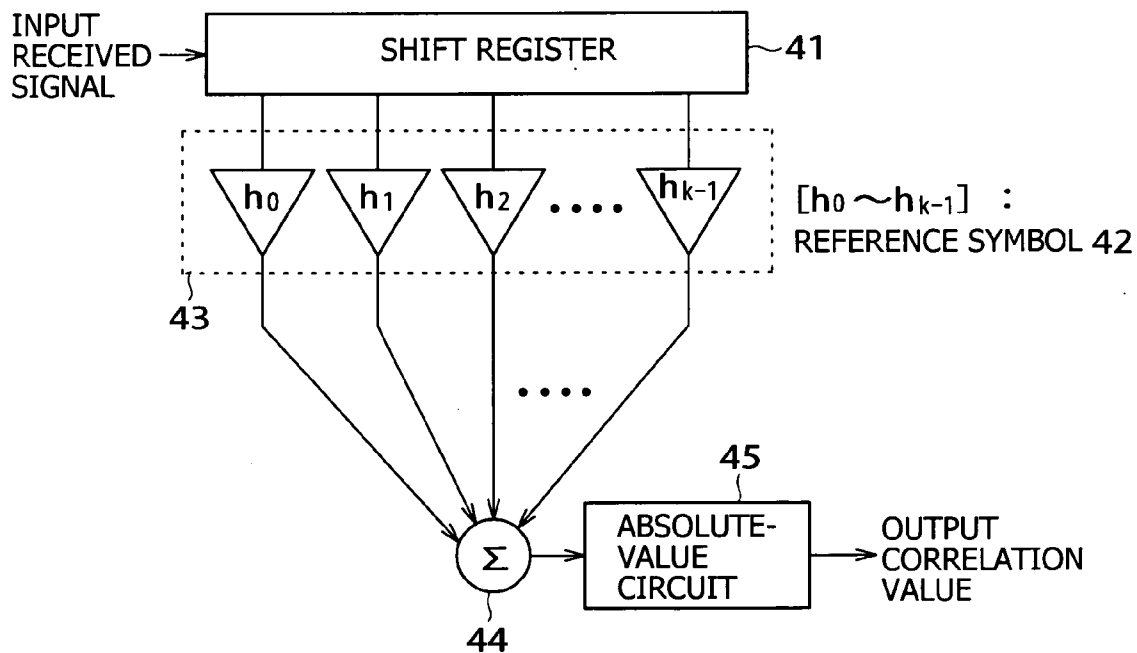 INPUT
RECEIVED
SIGNAL
SHIFT REGISTER
41
h0
h1
h2
....
hk-1
[h0~hk-1] :
REFERENCE SYMBOL 42
43
....
45
Σ
44
ABSOLUTE-
VALUE
CIRCUIT
OUTPUT
CORRELATION
VALUE